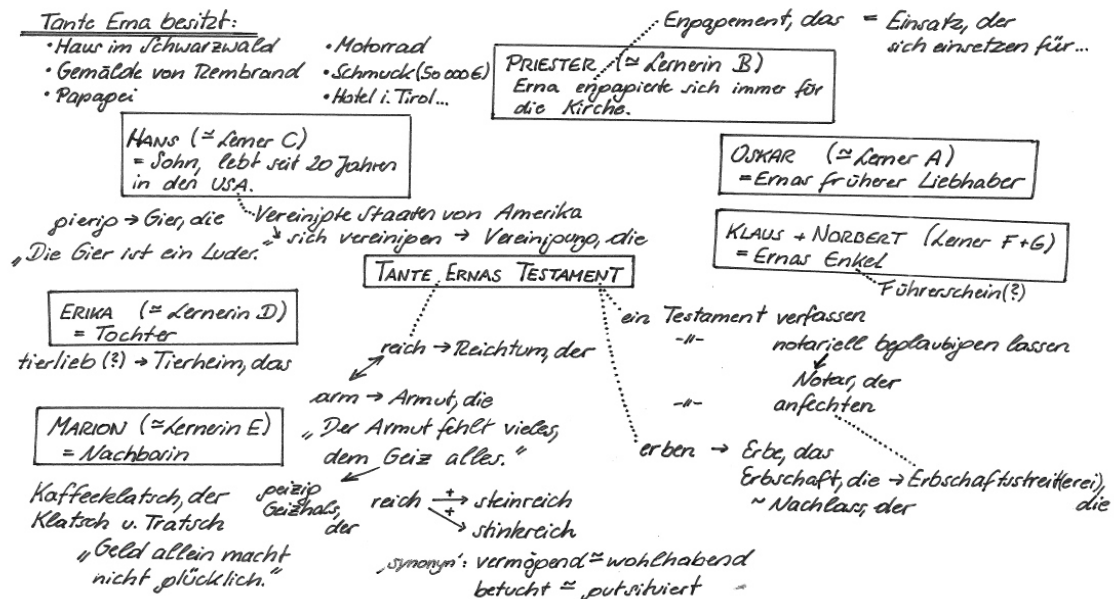 Tante Erna besitzt:
• Haus im Schwarzwald
• Gemälde von Rembrand
• Papagei
• Motorrad
• Schmuck (50 000 €)
• Hotel i. Tirol...
Engagement, das = Einsatz, der
sich einsetzen für...
PRIESTER (≃ Lernerin B)
Erna engagierte sich immer für
die Kirche.
HANS (≃ Lerner C)
= Sohn, lebt seit 20 Jahren
in den USA.
OSKAR (≃ Lerner A)
= Ernas früherer Liebhaber
gierig → Gier, die
Vereinigte Staaten von Amerika
„Die Gier ist ein Luder.“
sich vereinigen → Vereinigung, die
KLAUS + NORBERT (Lerner F+G)
= Ernas Enkel
Führerschein (?)
TANTE ERNAS TESTAMENT
ERIKA (≃ Lernerin D)
= Tochter
tierlieb (?) → Tierheim, das
ein Testament verfassen
-"- notariell beglaubigen lassen
Notar, der
-"- anfechten
reich → Reichtum, der
arm → Armut, die
„Der Armut fehlt vieles,
dem Geiz alles.“
MARION (≃ Lernerin E)
= Nachbarin
erben → Erbe, das
Erbschaft, die → Erbschaftsstreit(erei),
die
~ Nachlass, der
Kaffeeklatsch, der
Klatsch u. Tratsch
„Geld allein macht
nicht glücklich.“
geizig
Geizhals,
der
reich + → steinreich
+ → stinkreich
‚synonyn‘: vermögend ≃ wohlhabend
betucht ≃ gutsituiert